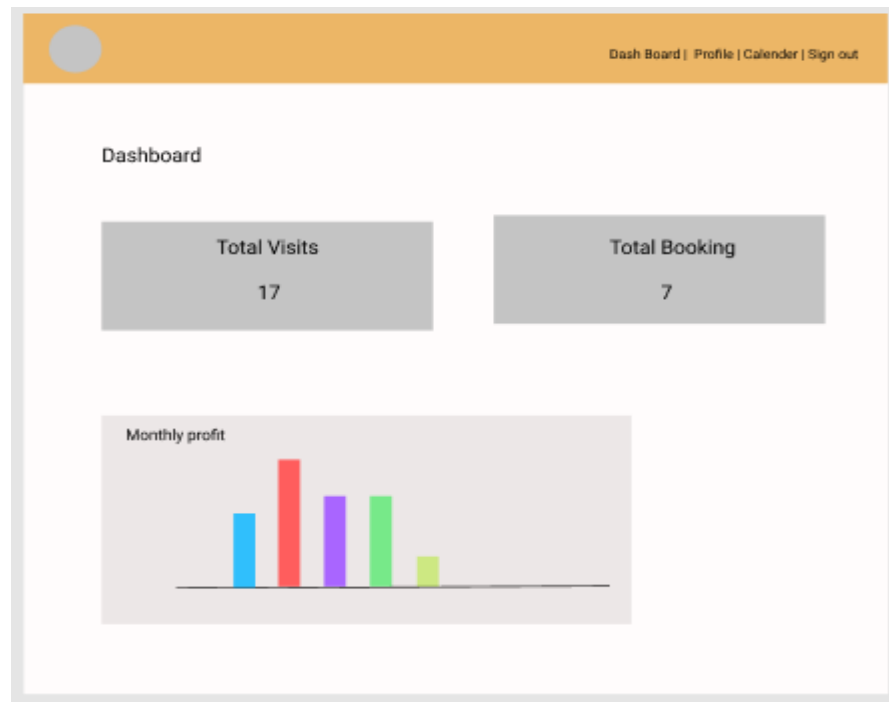 Dash Board | Profile | Calender | Sign out
Dashboard
Total Visits
17
Total Booking
7
Monthly profit